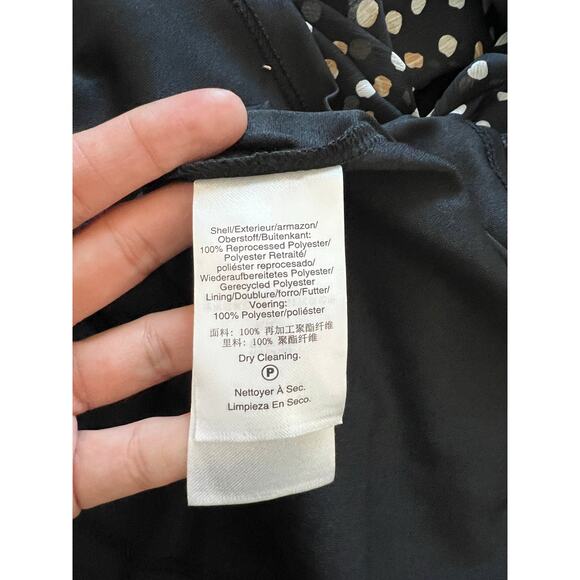 Shell/Exterieur/armazon/
Oberstoff/Buitenkant:
100% Reprocessed Polyester/
Polyester Retraité/
poliéster reprocesado/
Wiederaufbereitetes Polyester/
Gerecycled Polyester
Lining/Doublure/forro/Futter/
Voering:
100% Polyester/poliéster
面料: 100% 再加工聚酯纤维
里料: 100% 聚酯纤维
Dry Cleaning.
P
Nettoyer À Sec.
Limpieza En Seco.